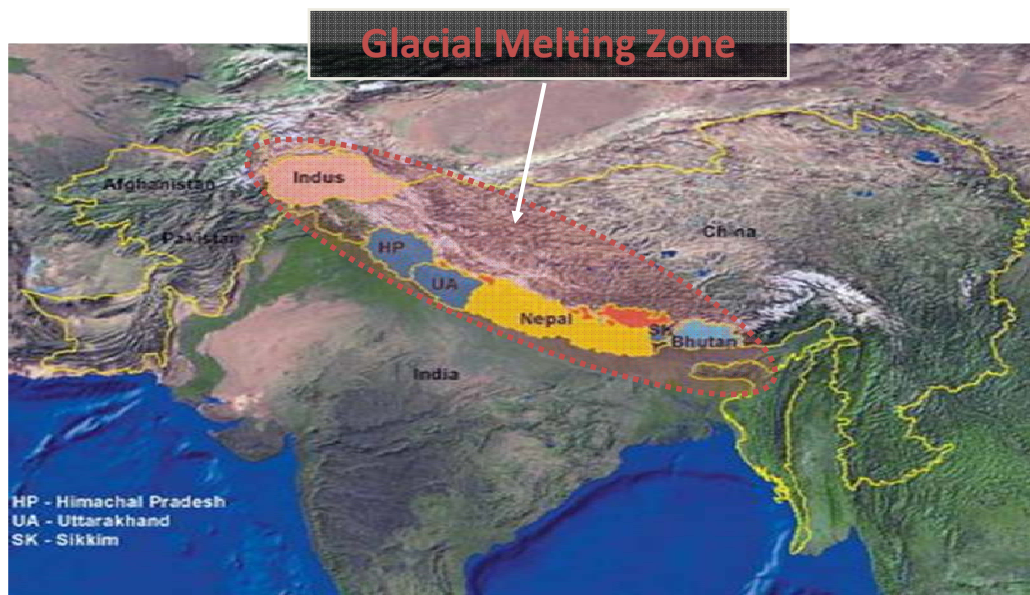 Glacial Melting Zone
Indus
Afghanistan
Pakistan
China
HP
UA
Nepal
SK
Bhutan
India
HP - Himachal Pradesh
UA - Uttarakhand
SK - Sikkim